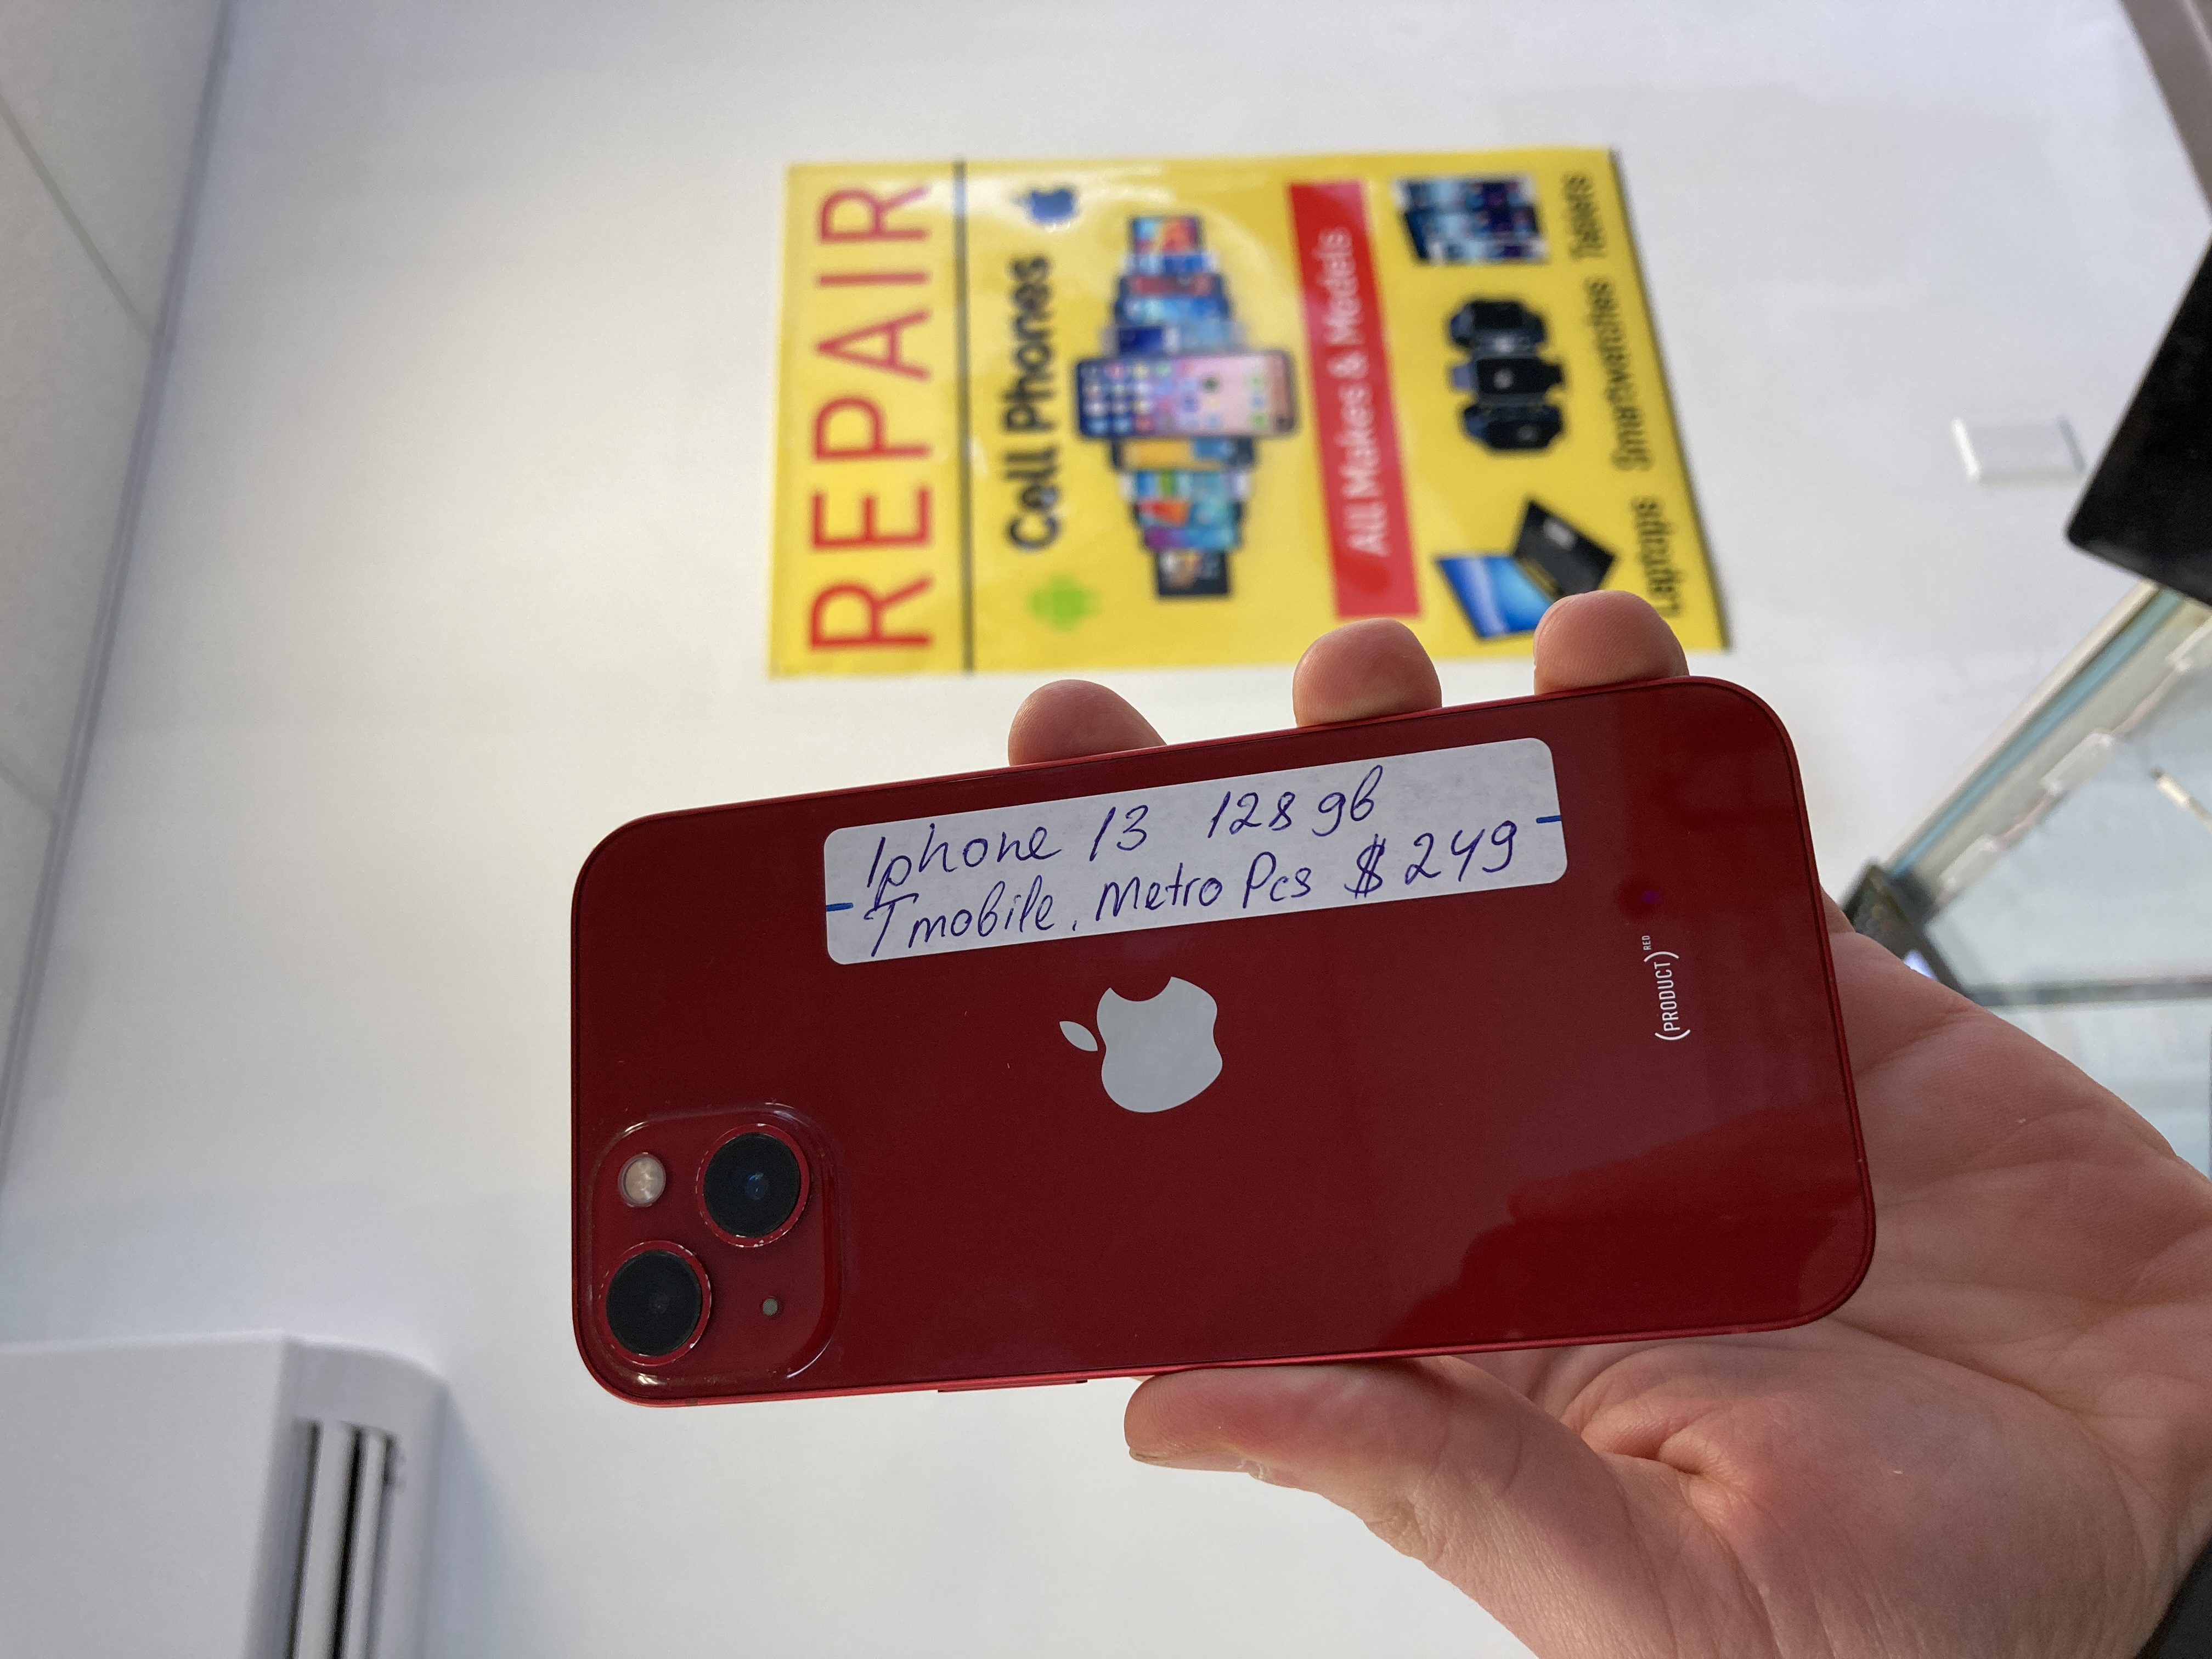 REPAIR
Cell Phones
All Makes & Models
Laptops Smartwatches Tablets
Iphone 13 128 gb
Tmobile, Metro Pcs $249
(PRODUCT)RED